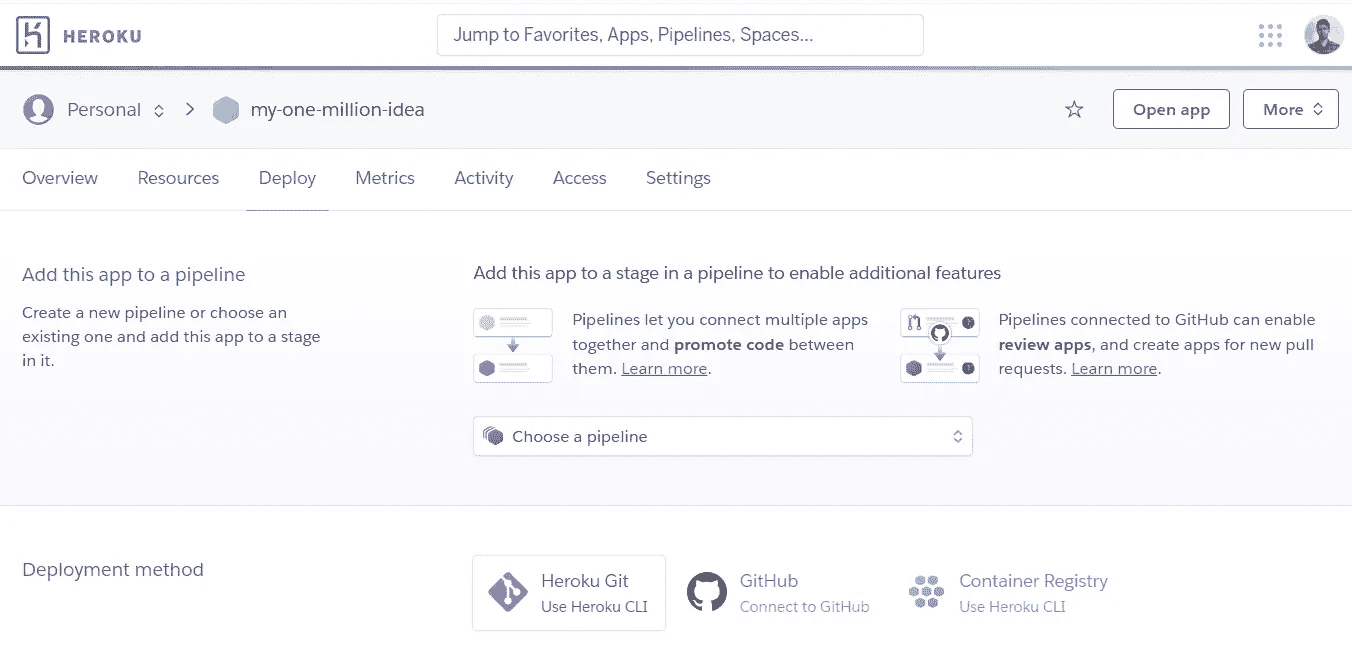 HEROKU
Jump to Favorites, Apps, Pipelines, Spaces...
Personal
my-one-million-idea
Open app
More
Overview
Resources
Deploy
Metrics
Activity
Access
Settings
Add this app to a pipeline
Create a new pipeline or choose an
existing one and add this app to a stage
in it.
Add this app to a stage in a pipeline to enable additional features
Pipelines let you connect multiple apps
together and promote code between
them. Learn more.
Pipelines connected to GitHub can enable
review apps, and create apps for new pull
requests. Learn more.
Choose a pipeline
Deployment method
Heroku Git
Use Heroku CLI
GitHub
Connect to GitHub
Container Registry
Use Heroku CLI